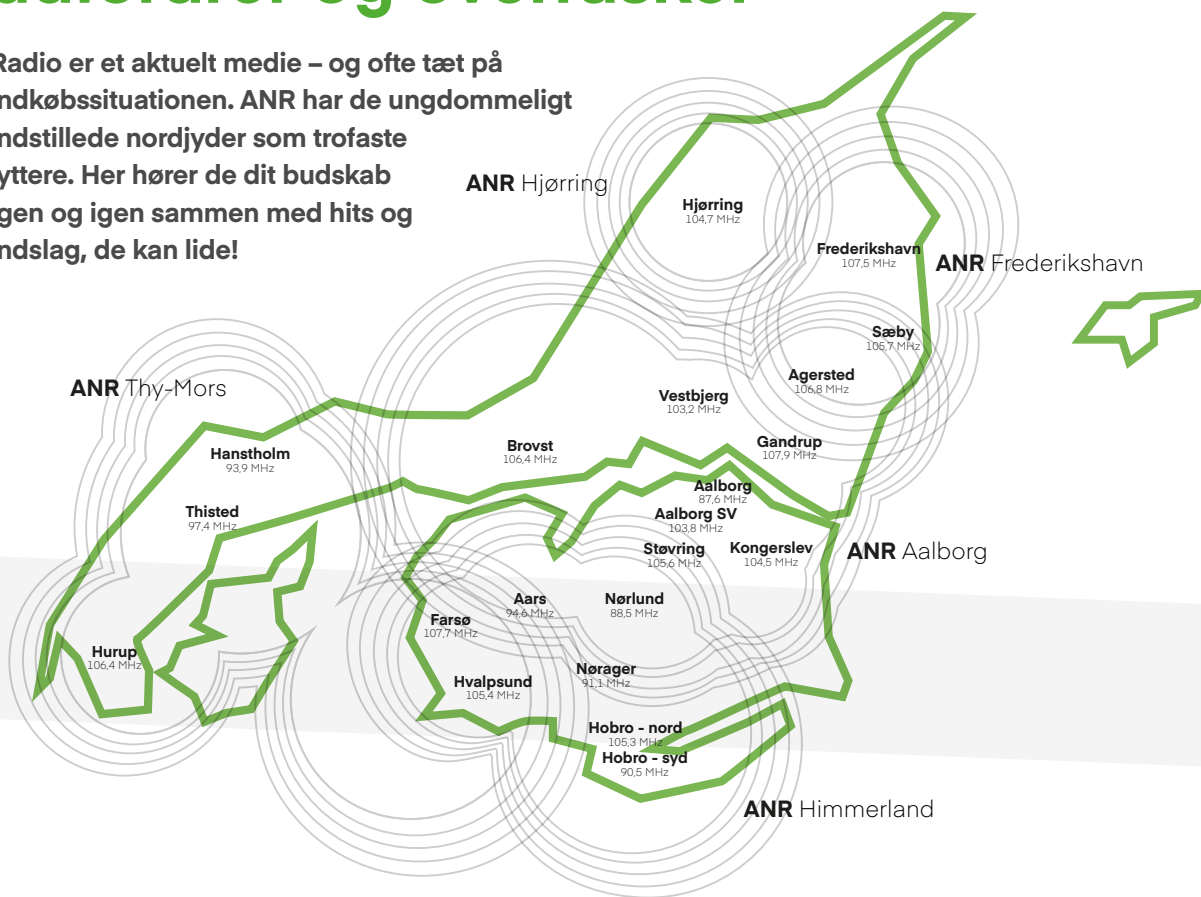 Radio er et aktuelt medie – og ofte tæt på
ndkøbssituationen. ANR har de ungdommeligt
ndstillede nordjyder som trofaste
yttere. Her hører de dit budskab
gen og igen sammen med hits og
ndslag, de kan lide!
ANR Hjørring
Hjørring
104,7 MHz
Frederikshavn
107,5 MHz
ANR Frederikshavn
Sæby
105,7 MHz
Agersted
106,8 MHz
ANR Thy-Mors
Vestbjerg
103,2 MHz
Hanstholm
93,9 MHz
Brovst
106,4 MHz
Gandrup
107,9 MHz
Aalborg
87,6 MHz
Thisted
97,4 MHz
Aalborg SV
103,8 MHz
Støvring
105,6 MHz
Kongerslev
104,5 MHz
ANR Aalborg
Aars
94,6 MHz
Nørlund
88,5 MHz
Farsø
107,7 MHz
Hurup
106,4 MHz
Nørager
91,1 MHz
Hvalpsund
105,4 MHz
Hobro - nord
105,3 MHz
Hobro - syd
90,5 MHz
ANR Himmerland